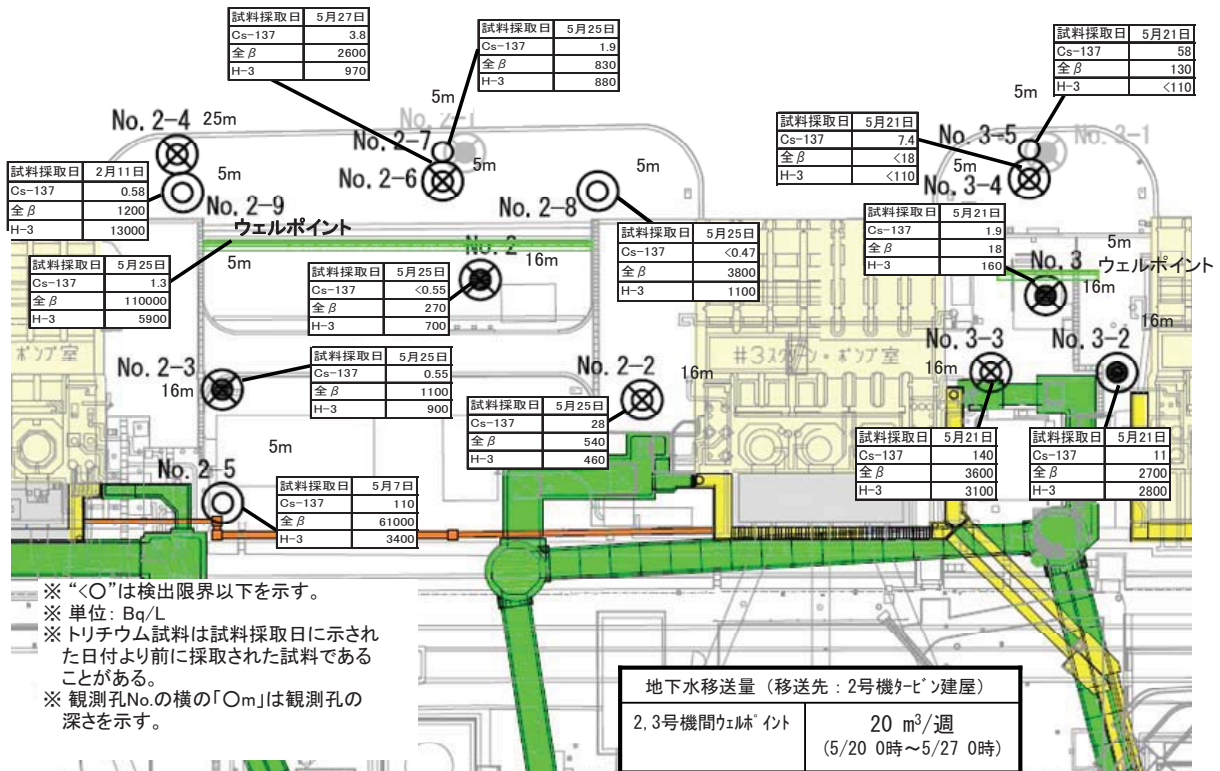 試料採取日 5月27日
Cs-137 3.8
全β 2600
H-3 970
試料採取日 5月25日
Cs-137 1.9
全β 830
H-3 880
試料採取日 5月21日
Cs-137 58
全β 130
H-3 <110
5m
5m
No. 2-4 25m
No. 2-1
No. 2-7
5m
No. 2-6
試料採取日 5月21日
Cs-137 7.4
全β <18
H-3 <110
No. 3-5
No. 3-1
5m
No. 3-4
試料採取日 2月11日
Cs-137 0.58
全β 1200
H-3 13000
5m
No. 2-9
5m
No. 2-8
ウェルポイント
試料採取日 5月21日
Cs-137 1.9
全β 18
H-3 160
試料採取日 5月25日
Cs-137 <0.47
全β 3800
H-3 1100
No. 2
16m
5m
No. 3
ウェルポイント
16m
16m
試料採取日 5月25日
Cs-137 1.3
全β 110000
H-3 5900
5m
試料採取日 5月25日
Cs-137 <0.55
全β 270
H-3 700
ポンプ室
No. 2-3
16m
試料採取日 5月25日
Cs-137 0.55
全β 1100
H-3 900
No. 2-2
16m
#3スクリーン・ポンプ室
No. 3-3
16m
No. 3-2
試料採取日 5月25日
Cs-137 28
全β 540
H-3 460
試料採取日 5月21日
Cs-137 140
全β 3600
H-3 3100
試料採取日 5月21日
Cs-137 11
全β 2700
H-3 2800
5m
No. 2-5
試料採取日 5月7日
Cs-137 110
全β 61000
H-3 3400
※ “<○”は検出限界以下を示す。
※ 単位: Bq/L
※ トリチウム試料は試料採取日に示され
た日付より前に採取された試料である
ことがある。
※ 観測孔No.の横の「○m」は観測孔の
深さを示す。
地下水移送量（移送先：2号機ﾀｰﾋﾞﾝ建屋）
2, 3号機間ｳｪﾙﾎﾟｲﾝﾄ 20 m³/週
(5/20 0時～5/27 0時)